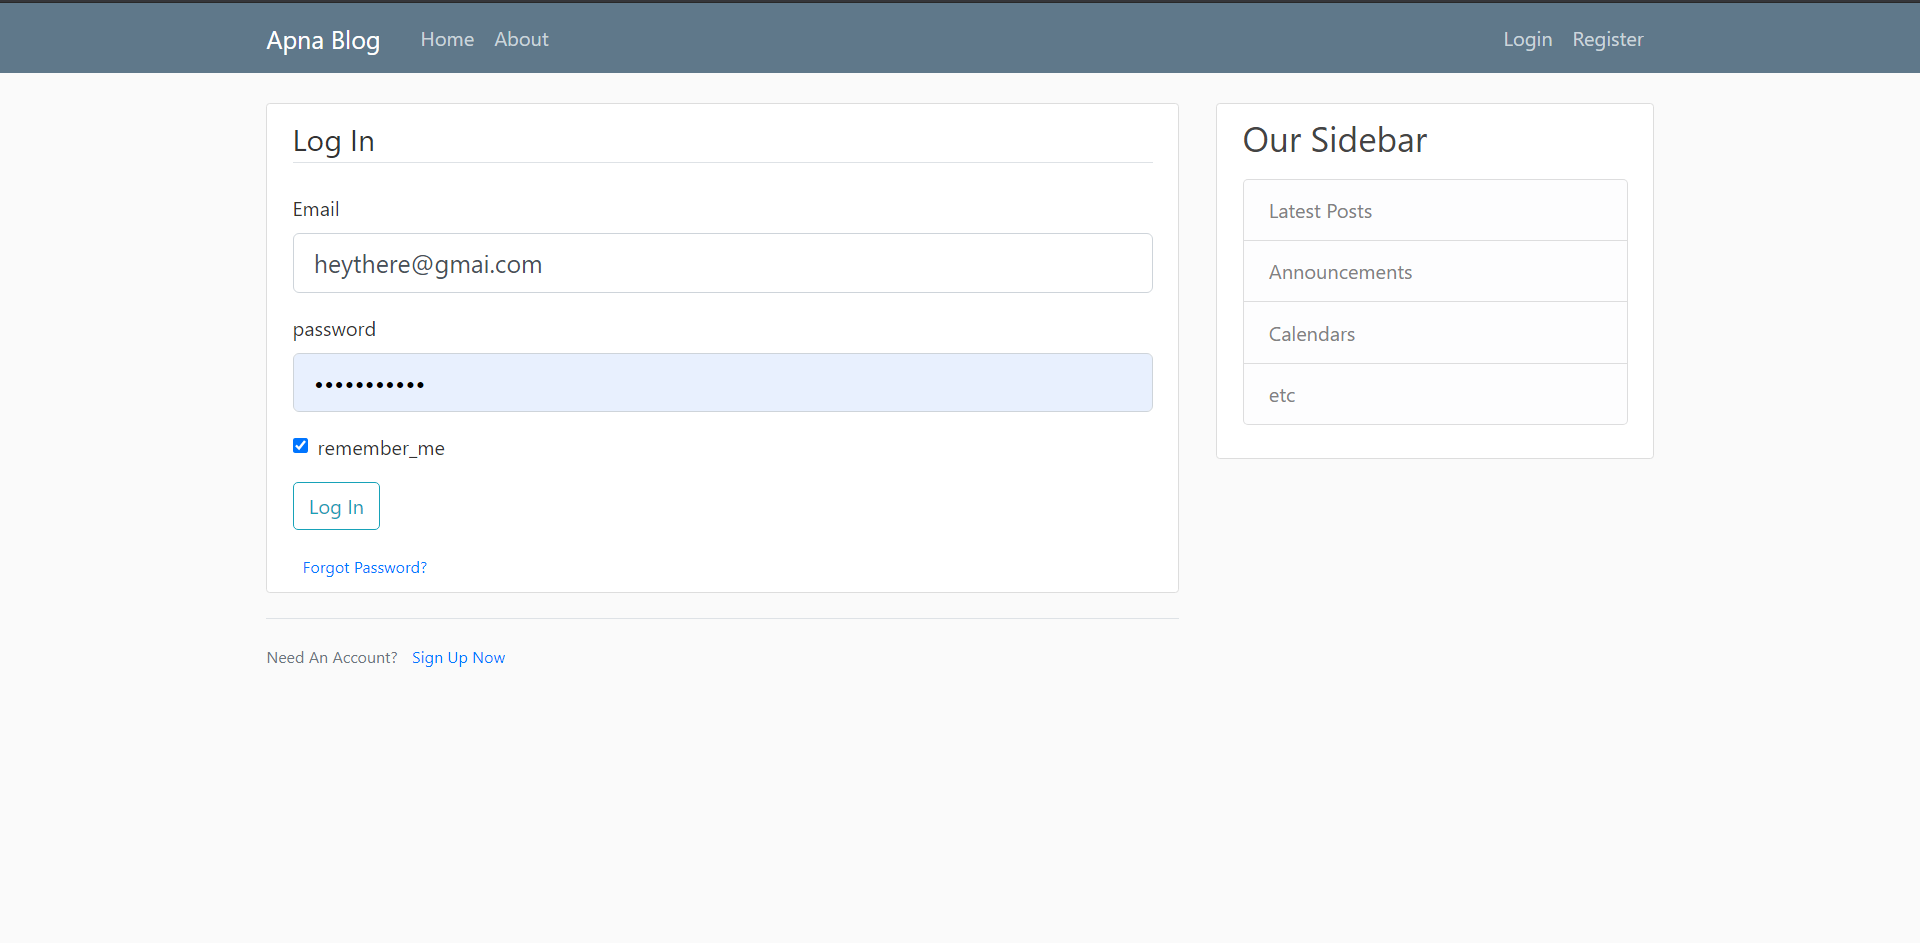 Apna Blog Home About Login Register
Log In
Email
heythere@gmai.com
password
•••••••••••
remember_me
Log In
Forgot Password?
Need An Account? Sign Up Now
Our Sidebar
Latest Posts
Announcements
Calendars
etc